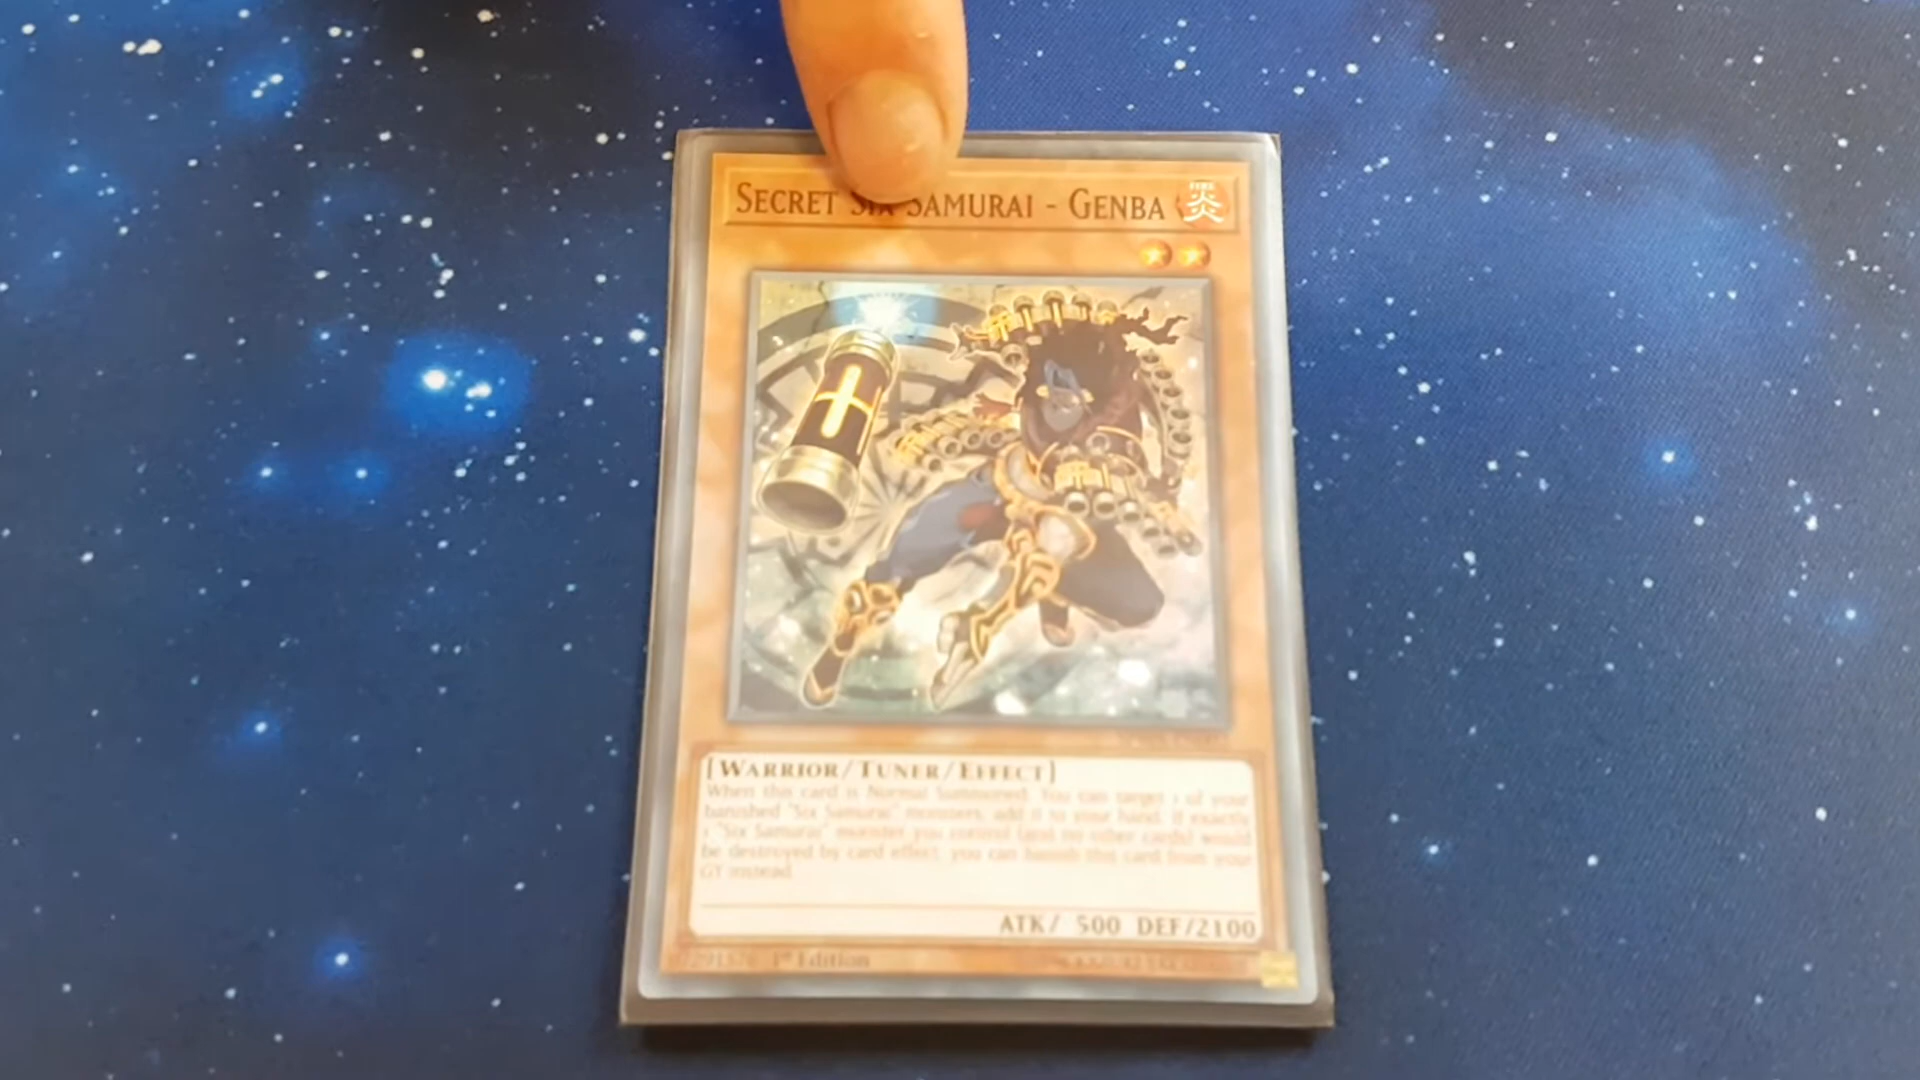 SECRET SIX SAMURAI - GENBA
炎
[WARRIOR/TUNER/EFFECT]
When this card is Normal Summoned: You can target 1 of your
banished "Six Samurai" monsters; add it to your hand. If exactly
1 "Six Samurai" monster you control (and no other cards) would
be destroyed by card effect, you can banish this card from your
GY instead.
ATK/ 500 DEF/2100
1st Edition